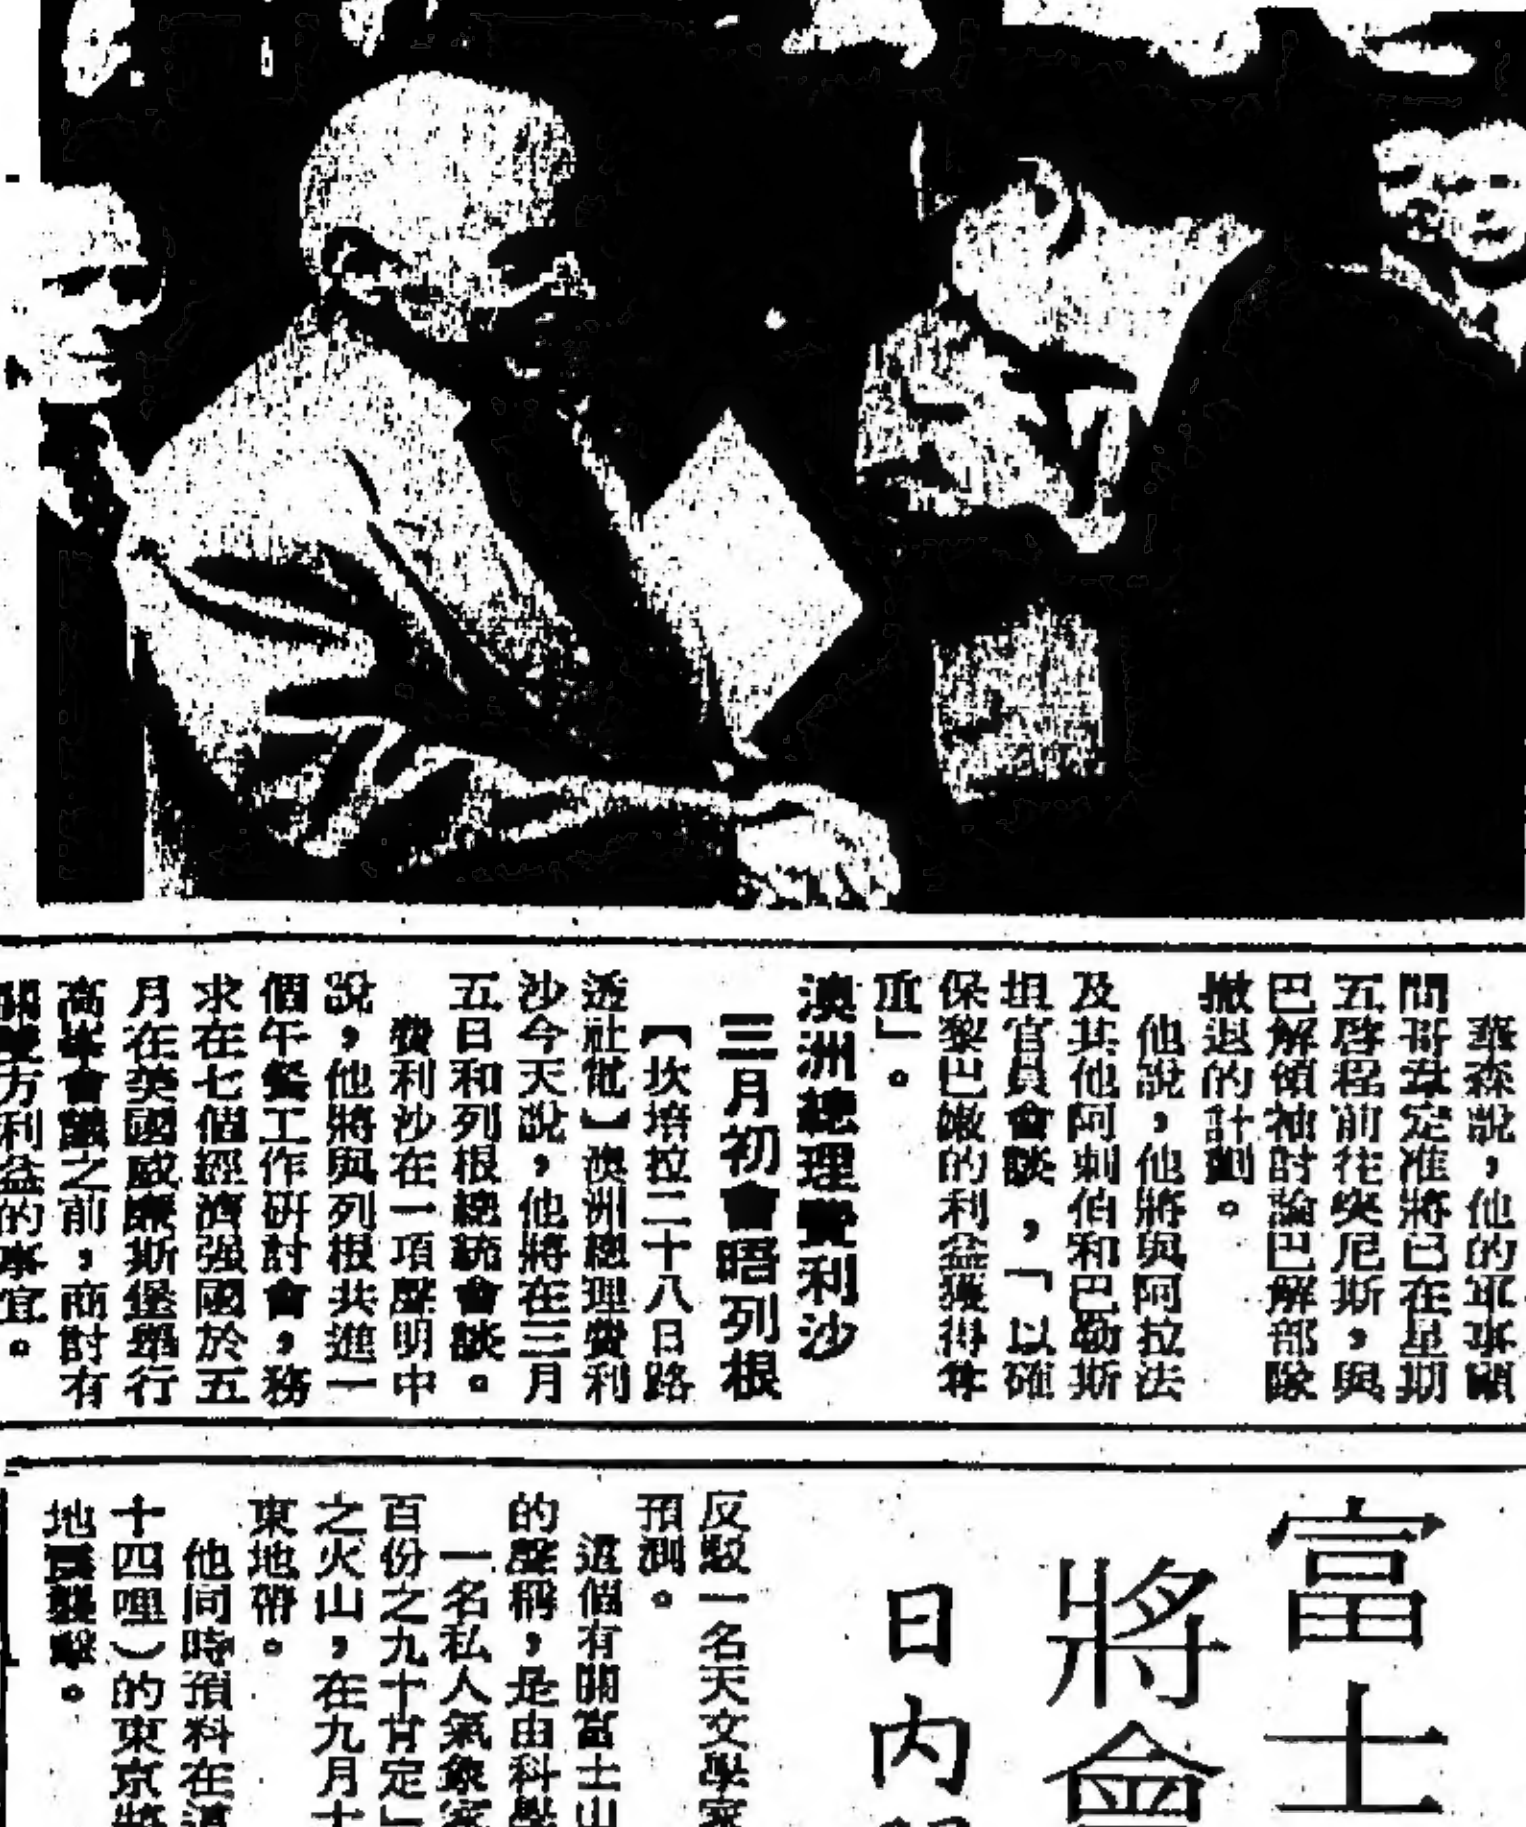 華森說，他的軍事顧
問哥韋定准將已在星期
五啓程前往突尼斯，與
巴解領袖討論巴解部隊
撤退的計劃。
他說，他將與阿拉法
及其他阿剌伯和巴勒斯
坦官員會談，「以確
保黎巴嫩的利益獲得尊
重」。
澳洲總理費利沙
三月初會晤列根
【坎培拉二十八日路
透社電】澳洲總理費利
沙今天說，他將在三月
五日和列根總統會談。
費利沙在一項聲明中
說，他將與列根共進一
個午餐工作研討會，務
求在七個經濟强國於五
月在美國威廉斯堡舉行
高峯會議之前，商討有
關雙方利益的事宜。
富士
將會
日内
反駁一名天文學家
預測。
這個有關富士山
的聲稱，是由科學
一名私人氣象家
百份之九十肯定」
之火山，在九月十
東地帶。
他同時預料在這
十四哩）的東京將
地震襲擊。